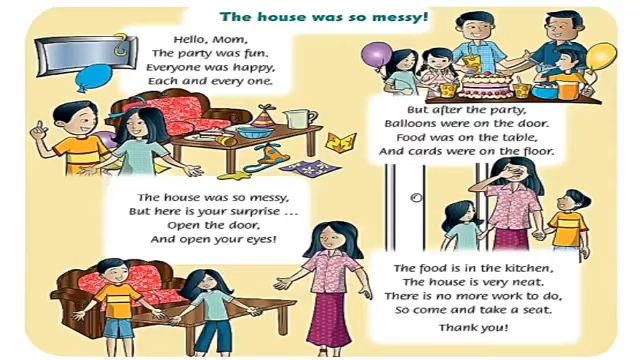 The house was so messy!
Hello, Mom,
The party was fun.
Everyone was happy,
Each and every one.
But after the party,
Balloons were on the door.
Food was on the table,
And cards were on the floor.
The house was so messy,
But here is your surprise ...
Open the door,
And open your eyes!
The food is in the kitchen,
The house is very neat.
There is no more work to do,
So come and take a seat.
Thank you!